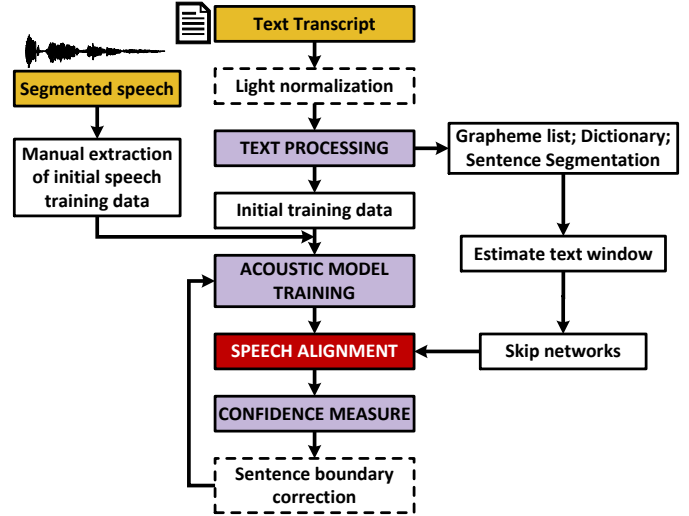 Text Transcript
Light normalization
Segmented speech
TEXT PROCESSING
Grapheme list; Dictionary;
Sentence Segmentation
Manual extraction
of initial speech
training data
Initial training data
Estimate text window
ACOUSTIC MODEL
TRAINING
SPEECH ALIGNMENT
Skip networks
CONFIDENCE MEASURE
Sentence boundary
correction